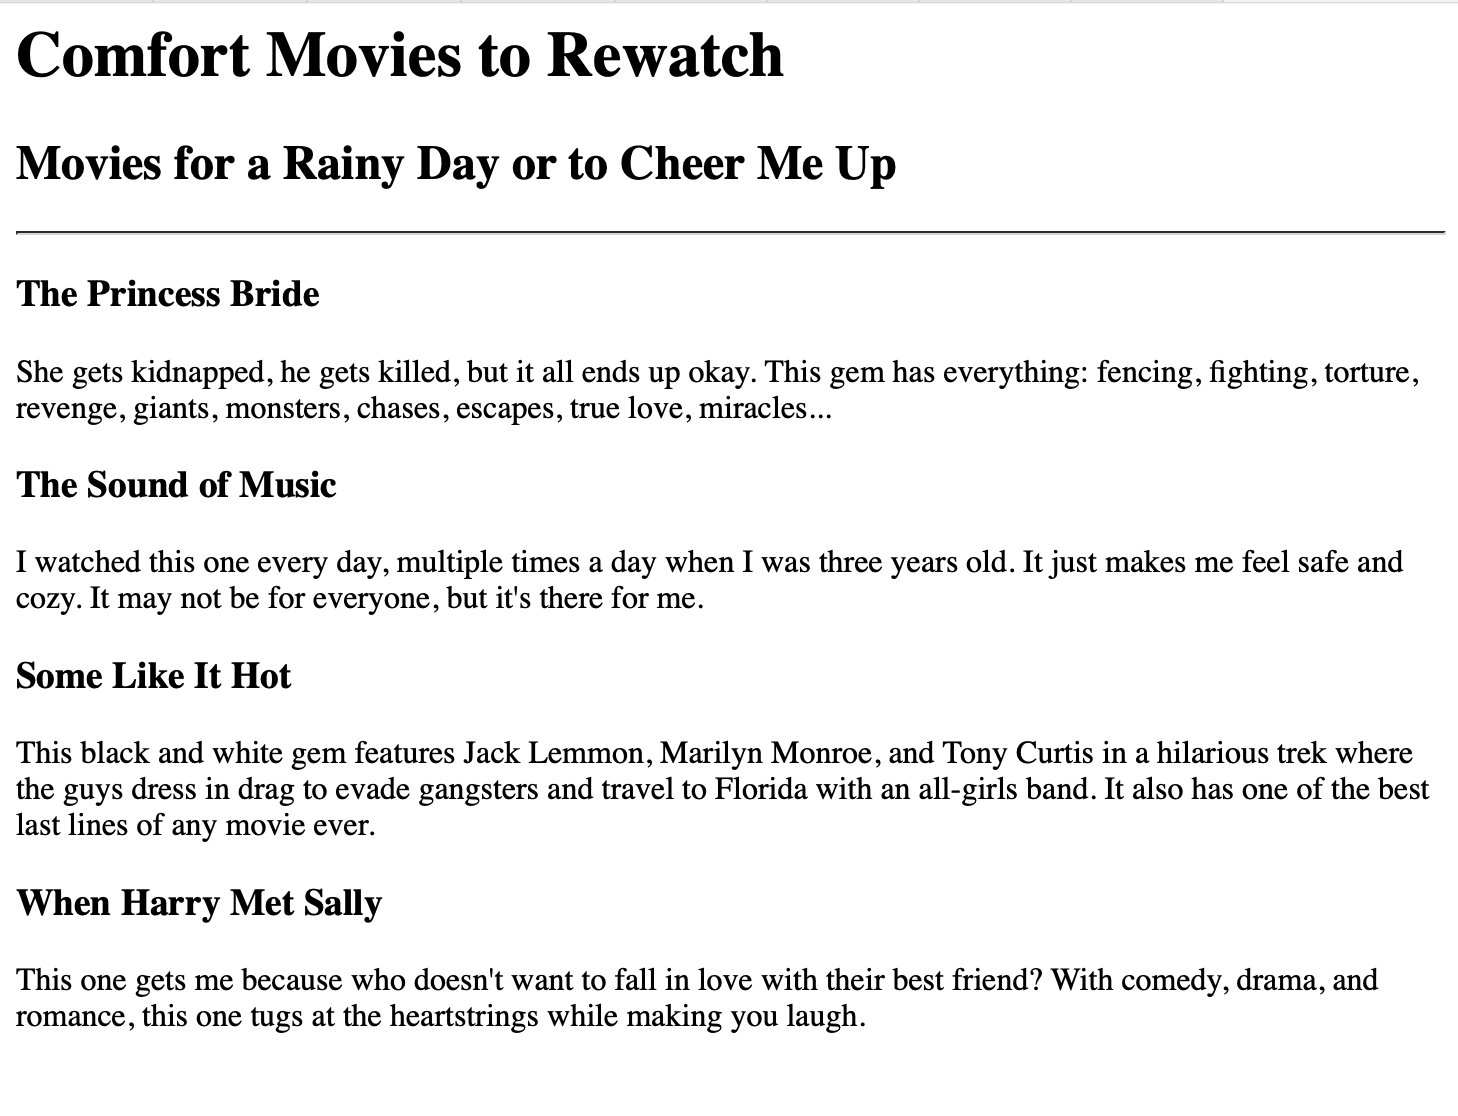 Comfort Movies to Rewatch
Movies for a Rainy Day or to Cheer Me Up
The Princess Bride
She gets kidnapped, he gets killed, but it all ends up okay. This gem has everything: fencing, fighting, torture,
revenge, giants, monsters, chases, escapes, true love, miracles...
The Sound of Music
I watched this one every day, multiple times a day when I was three years old. It just makes me feel safe and
cozy. It may not be for everyone, but it's there for me.
Some Like It Hot
This black and white gem features Jack Lemmon, Marilyn Monroe, and Tony Curtis in a hilarious trek where
the guys dress in drag to evade gangsters and travel to Florida with an all-girls band. It also has one of the best
last lines of any movie ever.
When Harry Met Sally
This one gets me because who doesn't want to fall in love with their best friend? With comedy, drama, and
romance, this one tugs at the heartstrings while making you laugh.